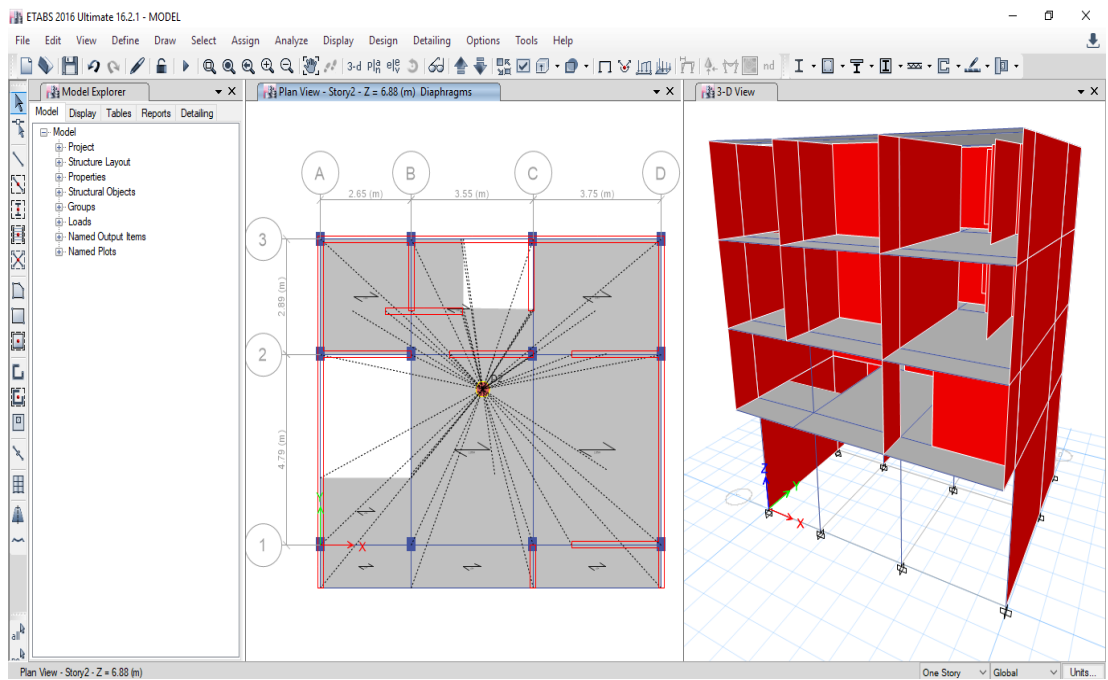 ETABS 2016 Ultimate 16.2.1 - MODEL
File Edit View Define Draw Select Assign Analyze Display Design Detailing Options Tools Help
3-d nd
Model Explorer
Model Display Tables Reports Detailing
Model
Project
Structure Layout
Properties
Structural Objects
Groups
Loads
Named Output Items
Named Plots
all
Plan View - Story2 - Z = 6.88 (m) Diaphragms
A B C D
2.65 (m) 3.55 (m) 3.75 (m)
3
2.89 (m)
2
4.79 (m)
1
Y
X
3-D View
Z
Y
X
Plan View - Story2 - Z = 6.88 (m)
One Story Global Units...